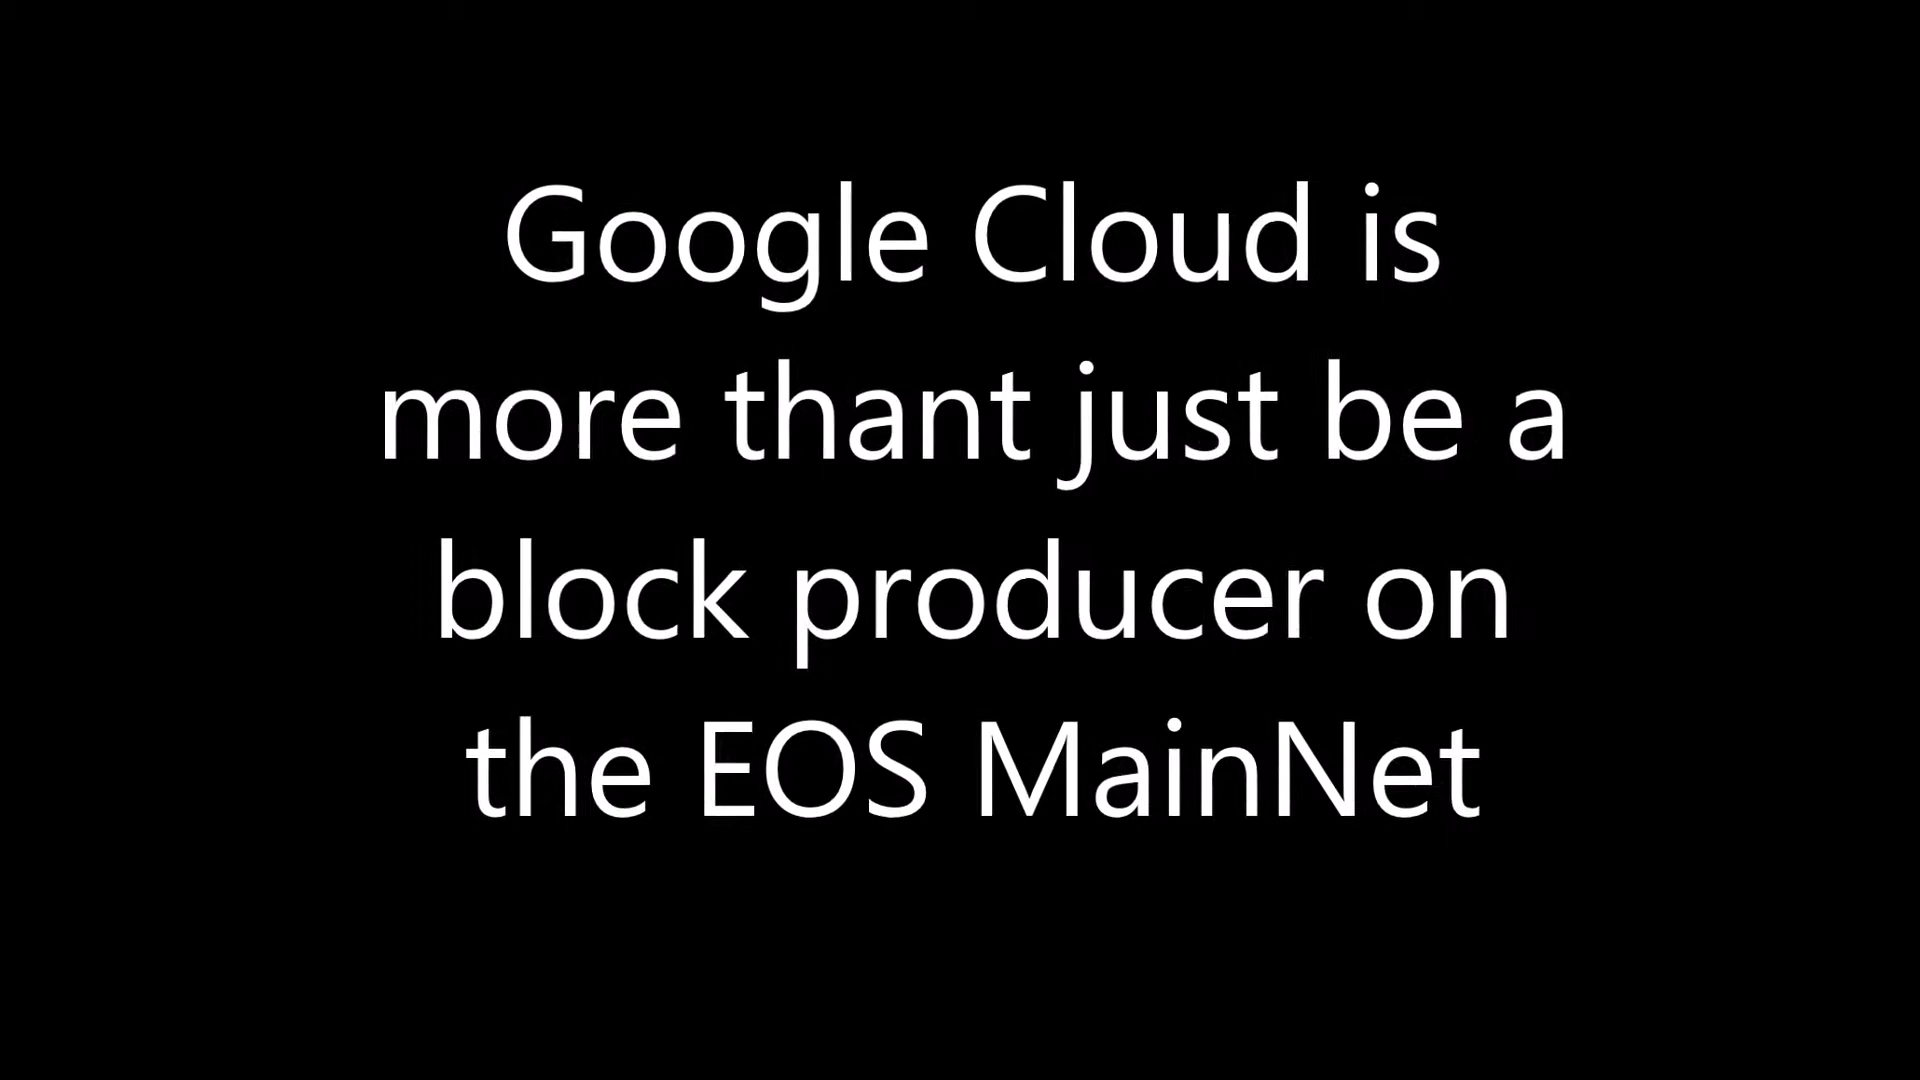 Google Cloud is
more thant just be a
block producer on
the EOS MainNet